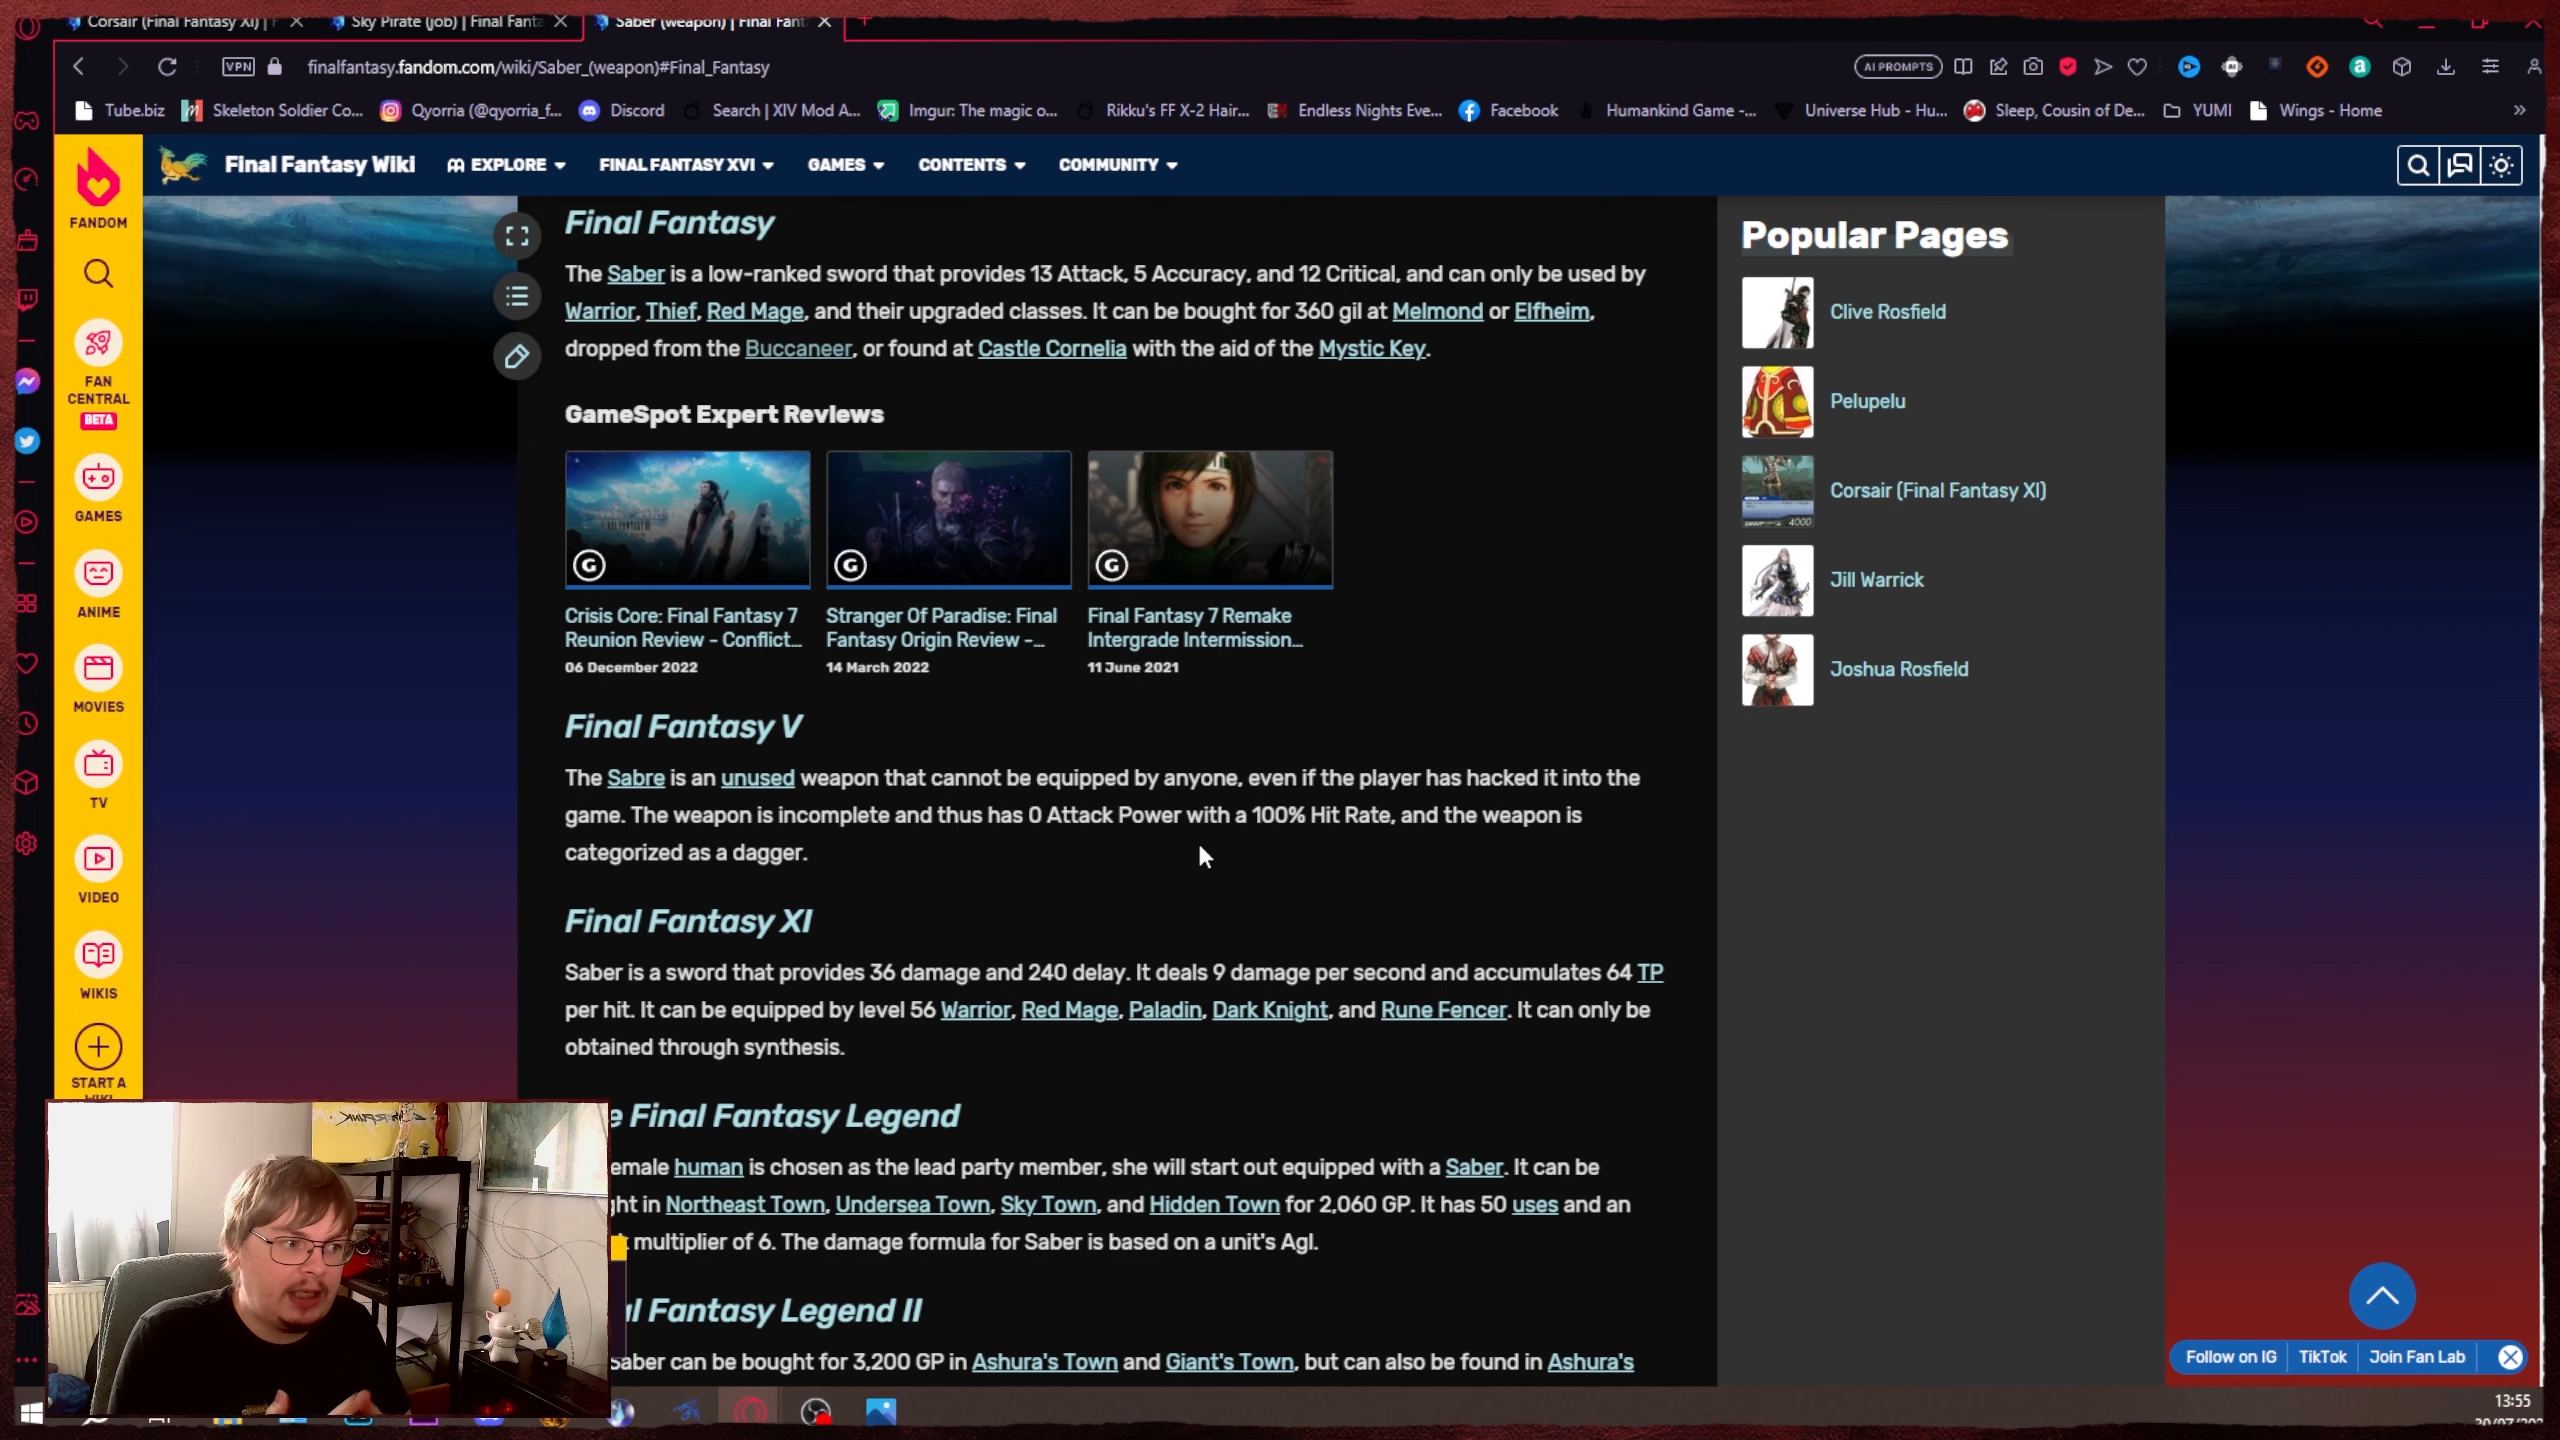 Corsair (Final Fantasy XI) | F
Sky Pirate (job) | Final Fanta
Saber (weapon) | Final Fant
VPN
finalfantasy.fandom.com/wiki/Saber_(weapon)#Final_Fantasy
AI PROMPTS
Tube.biz
Skeleton Soldier Co...
Qyorria (@qyorria_f...
Discord
Search | XIV Mod A...
Imgur: The magic o...
Rikku's FF X-2 Hair...
Endless Nights Eve...
Facebook
Humankind Game -...
Universe Hub - Hu...
Sleep, Cousin of De...
YUMI
Wings - Home
FANDOM
FAN
CENTRAL
BETA
GAMES
ANIME
MOVIES
TV
VIDEO
WIKIS
START A
Final Fantasy Wiki
EXPLORE
FINAL FANTASY XVI
GAMES
CONTENTS
COMMUNITY
Final Fantasy
The Saber is a low-ranked sword that provides 13 Attack, 5 Accuracy, and 12 Critical, and can only be used by
Warrior, Thief, Red Mage, and their upgraded classes. It can be bought for 360 gil at Melmond or Elfheim,
dropped from the Buccaneer, or found at Castle Cornelia with the aid of the Mystic Key.
GameSpot Expert Reviews
Crisis Core: Final Fantasy 7
Reunion Review - Conflict...
06 December 2022
Stranger Of Paradise: Final
Fantasy Origin Review -...
14 March 2022
Final Fantasy 7 Remake
Intergrade Intermission...
11 June 2021
Final Fantasy V
The Sabre is an unused weapon that cannot be equipped by anyone, even if the player has hacked it into the
game. The weapon is incomplete and thus has 0 Attack Power with a 100% Hit Rate, and the weapon is
categorized as a dagger.
Final Fantasy XI
Saber is a sword that provides 36 damage and 240 delay. It deals 9 damage per second and accumulates 64 TP
per hit. It can be equipped by level 56 Warrior, Red Mage, Paladin, Dark Knight, and Rune Fencer. It can only be
obtained through synthesis.
e Final Fantasy Legend
emale human is chosen as the lead party member, she will start out equipped with a Saber. It can be
ght in Northeast Town, Undersea Town, Sky Town, and Hidden Town for 2,060 GP. It has 50 uses and an
multiplier of 6. The damage formula for Saber is based on a unit's Agl.
al Fantasy Legend II
Saber can be bought for 3,200 GP in Ashura's Town and Giant's Town, but can also be found in Ashura's
Popular Pages
Clive Rosfield
Pelupelu
Corsair (Final Fantasy XI)
4000
Jill Warrick
Joshua Rosfield
Follow on IG
TikTok
Join Fan Lab
13:55